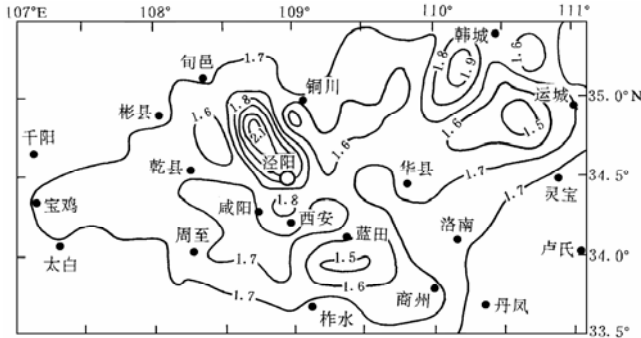 107°E 108° 109° 110° 111°
韩城
1.7 1.8 1.9 1.6
旬邑
铜川 运城 35.0°N
彬县 1.6 1.8 1.5
千阳 2.1 1.6 1.6
泾阳
乾县 华县 1.7 34.5°
宝鸡 1.8 灵宝
咸阳 西安
太白 周至 蓝田 洛南 34.0°
1.7 1.5 卢氏
1.7 1.6 商州
柞水 丹凤 33.5°